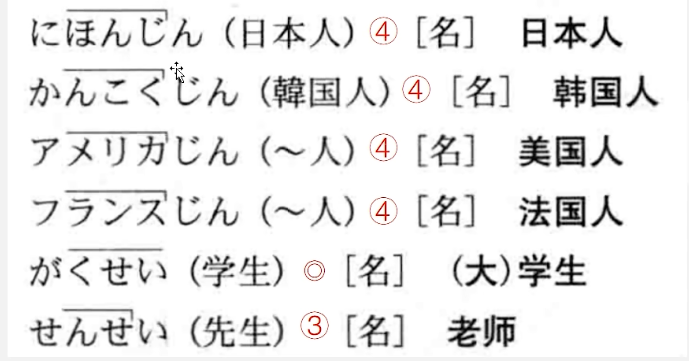 にほんじん（日本人）④［名］ 日本人
かんこくじん（韓国人）④［名］ 韩国人
アメリカじん（～人）④［名］ 美国人
フランスじん（～人）④［名］ 法国人
がくせい（学生）◎［名］ （大）学生
せんせい（先生）③［名］ 老师